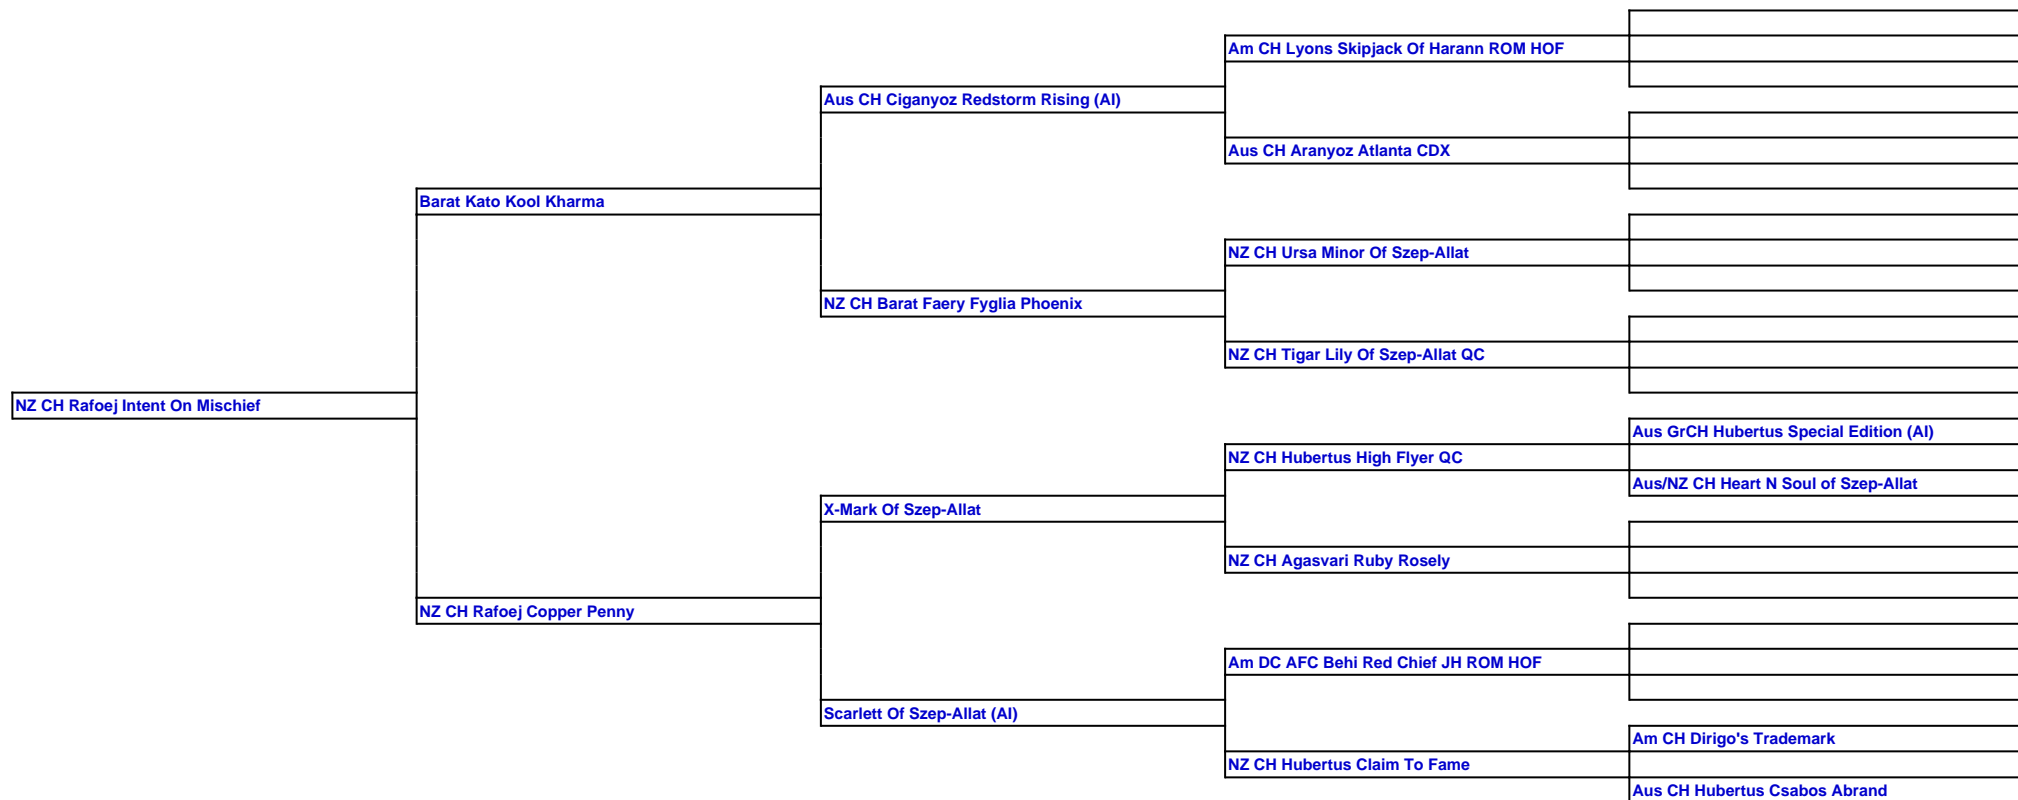 Am CH Lyons Skipjack Of Harann ROM HOF
Aus CH Ciganyoz Redstorm Rising (AI)
Aus CH Aranyoz Atlanta CDX
Barat Kato Kool Kharma
NZ CH Ursa Minor Of Szep-Allat
NZ CH Barat Faery Fyglia Phoenix
NZ CH Tigar Lily Of Szep-Allat QC
NZ CH Rafoej Intent On Mischief
Aus GrCH Hubertus Special Edition (AI)
NZ CH Hubertus High Flyer QC
Aus/NZ CH Heart N Soul of Szep-Allat
X-Mark Of Szep-Allat
NZ CH Agasvari Ruby Rosely
NZ CH Rafoej Copper Penny
Am DC AFC Behi Red Chief JH ROM HOF
Scarlett Of Szep-Allat (AI)
Am CH Dirigo's Trademark
NZ CH Hubertus Claim To Fame
Aus CH Hubertus Csabos Abrand